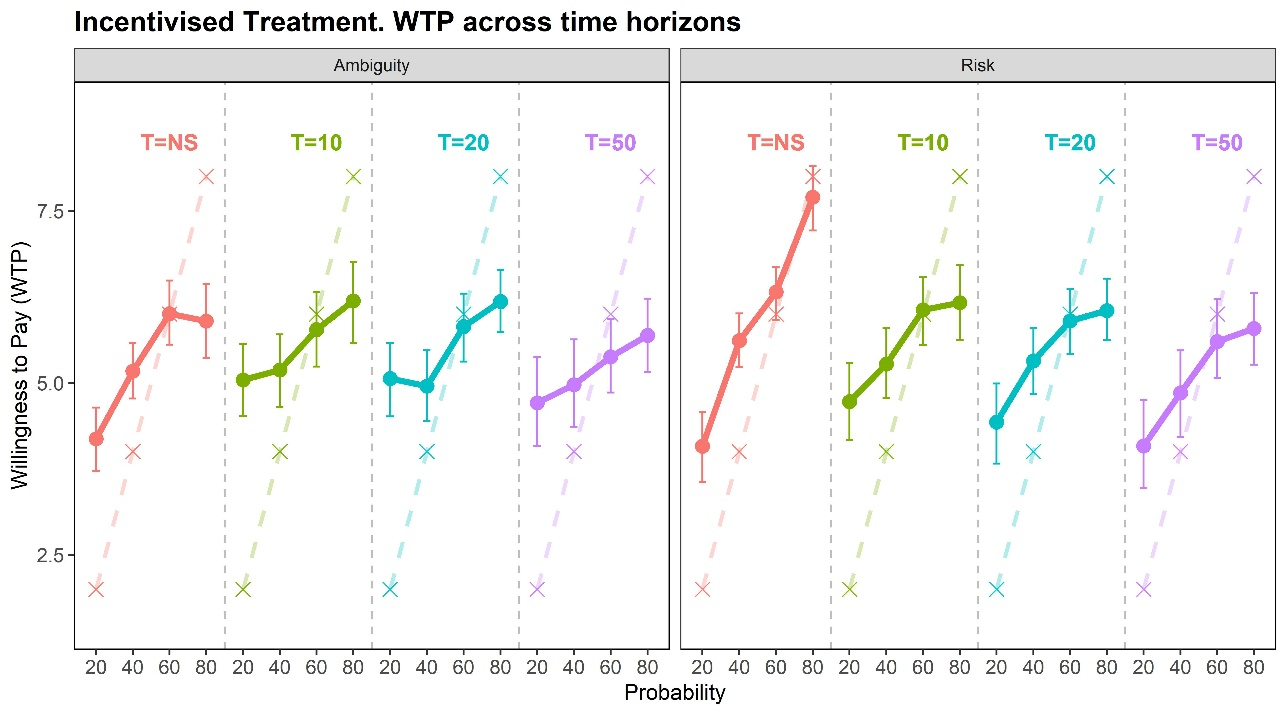 Incentivised Treatment. WTP across time horizons
Ambiguity
Risk
T=NS T=10 T=20 T=50
T=NS T=10 T=20 T=50
Willingness to Pay (WTP)
7.5
5.0
2.5
20 40 60 80 20 40 60 80 20 40 60 80 20 40 60 80
20 40 60 80 20 40 60 80 20 40 60 80 20 40 60 80
Probability